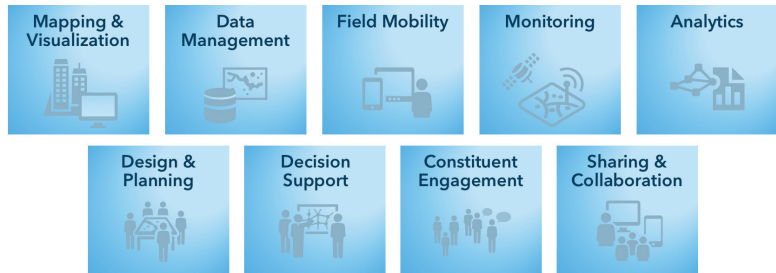 Mapping &
Visualization
Data
Management
Field Mobility
Monitoring
Analytics
Design &
Planning
Decision
Support
Constituent
Engagement
Sharing &
Collaboration